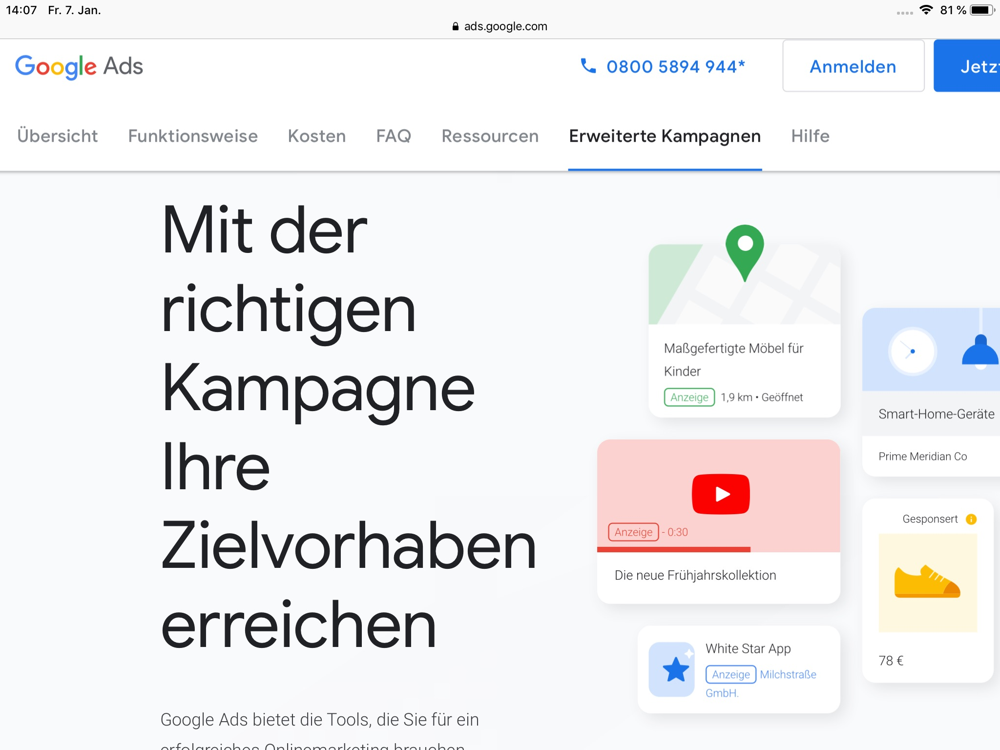 14:07 Fr. 7. Jan.
81 %
ads.google.com
Google Ads
0800 5894 944*
Anmelden
Jetzt
Übersicht Funktionsweise Kosten FAQ Ressourcen Erweiterte Kampagnen Hilfe
Mit der
richtigen
Kampagne
Ihre
Zielvorhaben
erreichen
Google Ads bietet die Tools, die Sie für ein
erfolgreiches Onlinemarketing brauchen
Maßgefertigte Möbel für
Kinder
Anzeige 1,9 km • Geöffnet
Anzeige - 0:30
Die neue Frühjahrskollektion
White Star App
Anzeige Milchstraße
GmbH.
Smart-Home-Geräte
Prime Meridian Co
Gesponsert
78 €